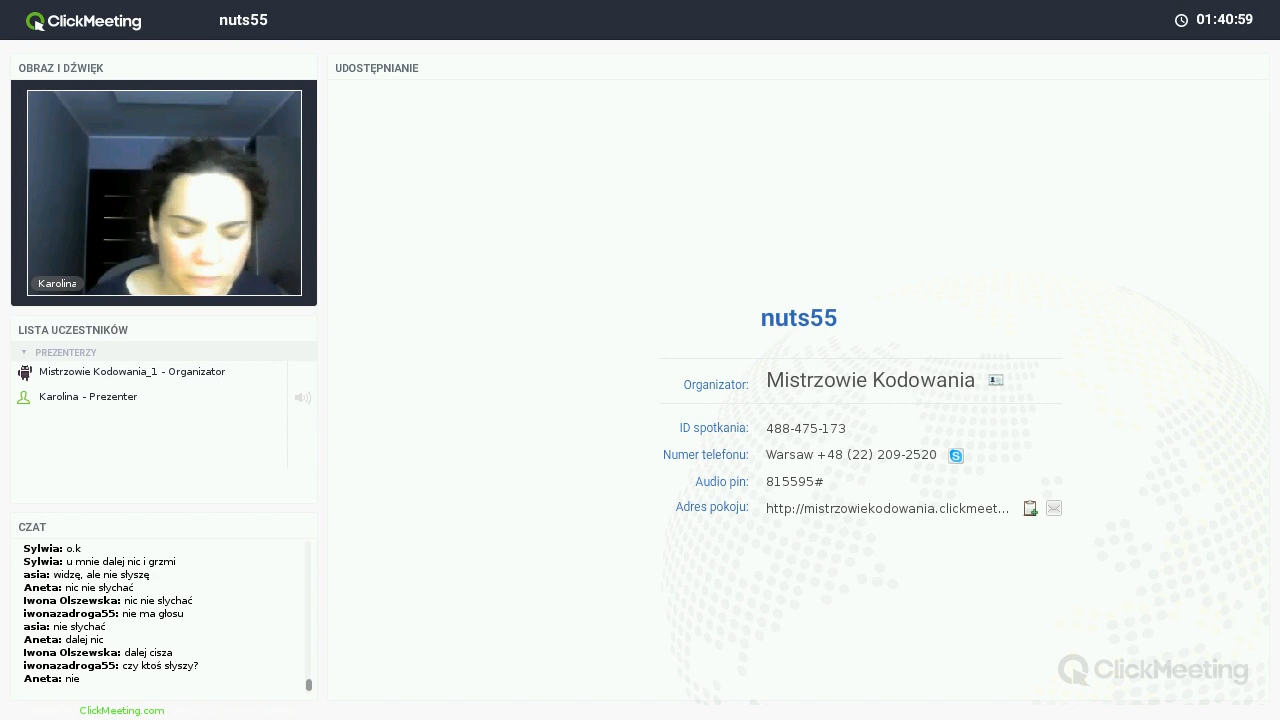 ClickMeeting
nuts55
01:40:59
OBRAZ I DŹWIĘK
Karolina
LISTA UCZESTNIKÓW
PREZENTERZY
Mistrzowie Kodowania_1 - Organizator
Karolina - Prezenter
CZAT
Sylwia: o.k
Sylwia: u mnie dalej nic i grzmi
asia: widzę, ale nie słyszę
Aneta: nic nie słychać
Iwona Olszewska: nic nie słychać
iwonazadroga55: nie ma głosu
asia: nie słychać
Aneta: dalej nic
Iwona Olszewska: dalej cisza
iwonazadroga55: czy ktoś słyszy?
Aneta: nie
ClickMeeting.com
UDOSTĘPNIANIE
nuts55
Organizator: Mistrzowie Kodowania
ID spotkania: 488-475-173
Numer telefonu: Warsaw +48 (22) 209-2520
Audio pin: 815595#
Adres pokoju: http://mistrzowiekodowania.clickmeet...
ClickMeeting